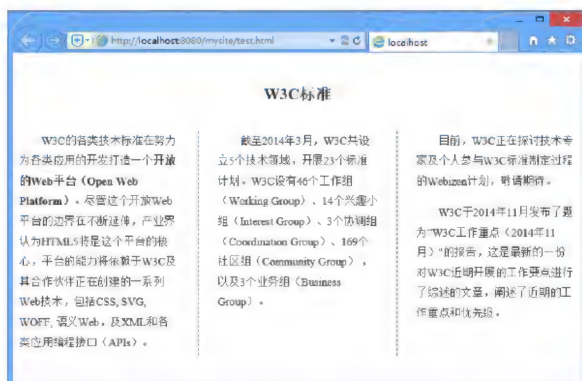 http://localhost:8080/mysite/test.html
localhost
W3C标准
W3C的各类技术标准在努力
为各类应用的开发打造一个开放
的Web平台（Open Web
Platform）。尽管这个开放Web
平台的边界在不断延伸，产业界
认为HTML5将是这个平台的核
心，平台的能力将依赖于W3C及
其合作伙伴正在创建的一系列
Web技术，包括CSS, SVG,
WOFF, 语义Web，及XML和各
类应用编程接口（APIs）。
截至2014年3月，W3C共设
立5个技术领域，开展23个标准
计划。W3C设有46个工作组
（Working Group）、14个兴趣小
组（Interest Group）、3个协调组
（Coordination Group）、169个
社区组（Community Group），
以及3个业务组（Business
Group）。
目前，W3C正在探讨技术专
家及个人参与W3C标准制定过程
的Webizen计划，敬请期待。
W3C于2014年11月发布了题
为“W3C工作重点（2014年11
月）”的报告，这是最新的一份
对W3C近期开展的工作要点进行
了综述的文章，阐述了近期的工
作重点和优先级。